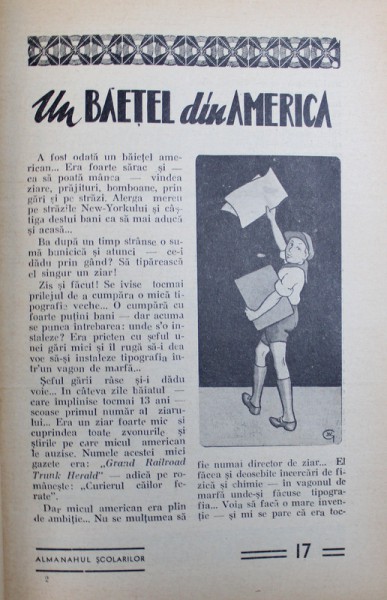 Un BĂEȚEL din AMERICA
A fost odată un băiețel ame-
rican... Era foarte sărac și —
ca să poată mânca — vindea
ziare, prăjituri, bomboane, prin
gări și pe străzi. Alerga mereu
pe străzile New-Yorkului și câș-
tiga destui bani ca să mai aducă
și acasă...
Ba după un timp strânse o su-
mă bunicică și atunci — ce-i
dădu prin gând? Să tipărească
el singur un ziar!
Zis și făcut! Se ivise tocmai
prilejul de a cumpăra o mică ti-
pografie veche... O cumpără cu
foarte puțini bani — dar acuma
se punea întrebarea: unde s'o in-
staleze? Era prieten cu șeful u-
nei gări mici și îl rugă să-i dea
voe să-și instaleze tipografia în-
tr'un vagon de marfă...
Șeful gării râse și-i dădu
voie... In câteva zile băiatul —
care împlinise tocmai 13 ani —
scoase primul număr al ziaru-
lui... Era un ziar foarte mic și
cuprindea toate zvonurile și
știrile pe care micul american
le auzise. Numele acestei mici
gazete era: „Grand Railroad
Trunk Herald" — adică pe ro-
mânește: „Curierul căilor fe-
rate".
Dar micul american era plin
de ambiție... Nu se mulțumea să
fie numai director de ziar... El
făcea și deosebite încercări de fi-
zică și chimie — în vagonul de
marfă unde-și făcuse tipogra-
fia... Voia să facă o mare inven-
ție — și mi se pare că era toc-
ALMANAHUL ȘCOLARILOR
17
2